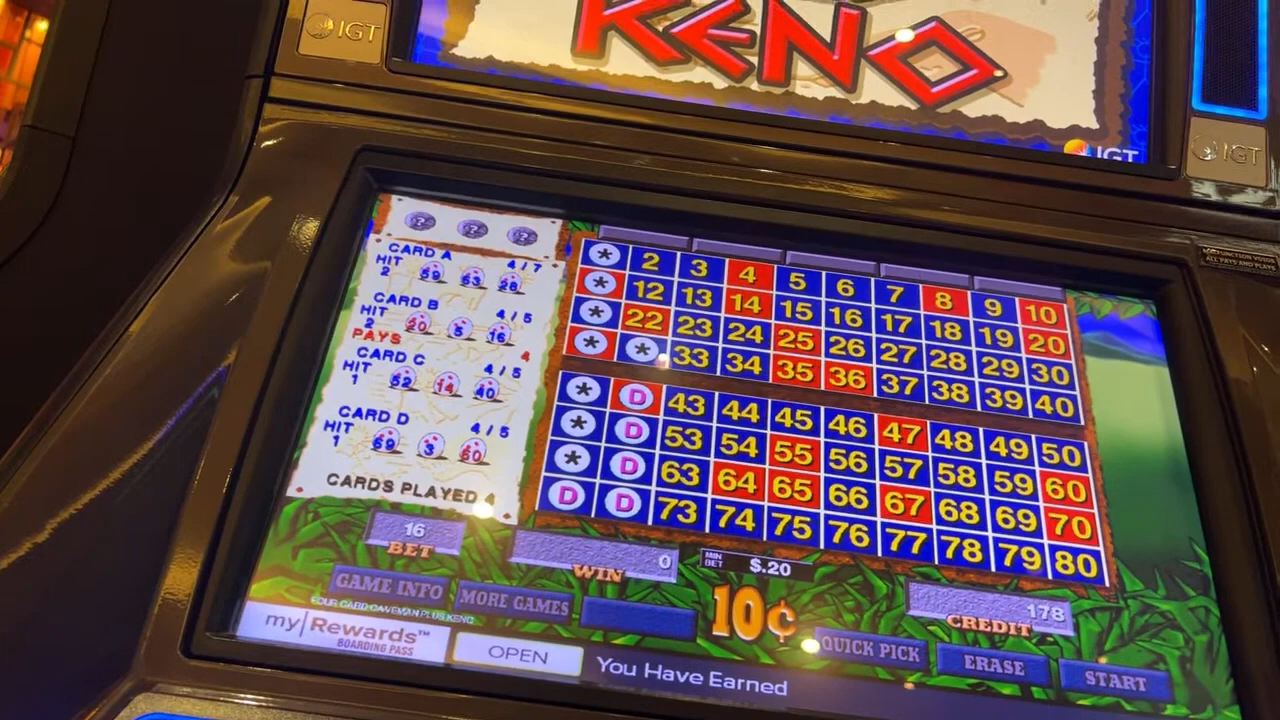 IGT
KENO
IGT
IGT
CARD A
HIT 4/7
2 59 63 28
CARD B
HIT 4/5
2 20 5 16
PAYS 4
CARD C
HIT 4/5
1 52 14 40
CARD D
HIT 4/5
1 69 3 60
CARDS PLAYED 4
* 2 3 4 5 6 7 8 9 10
* 12 13 14 15 16 17 18 19 20
* 22 23 24 25 26 27 28 29 30
* * 33 34 35 36 37 38 39 40
* D 43 44 45 46 47 48 49 50
* D 53 54 55 56 57 58 59 60
* D 63 64 65 66 67 68 69 70
D D 73 74 75 76 77 78 79 80
16
BET
0
WIN
MIN BET $.20
178
CREDIT
GAME INFO
MORE GAMES
10¢
QUICK PICK
ERASE
START
FOUR CARD CAVEMAN PLUS KENO
my|Rewards™
BOARDING PASS
OPEN
You Have Earned